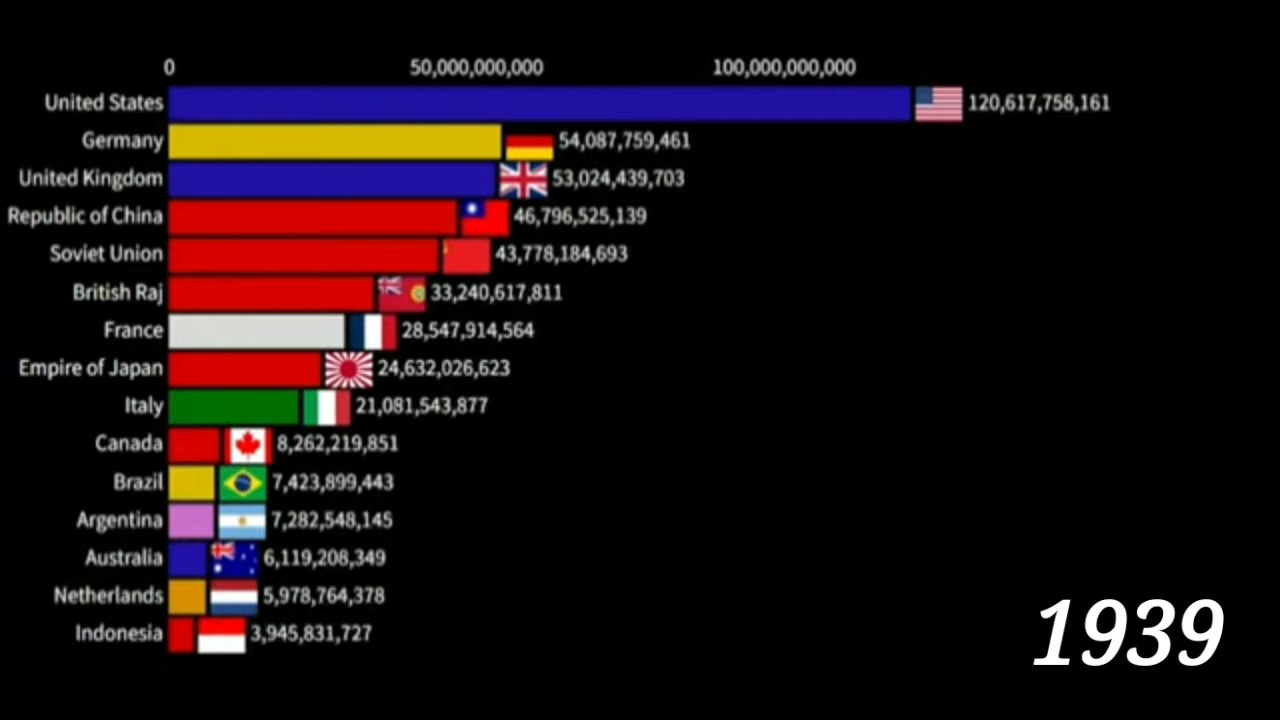 0 50,000,000,000 100,000,000,000
United States 120,617,758,161
Germany 54,087,759,461
United Kingdom 53,024,439,703
Republic of China 46,796,525,139
Soviet Union 43,778,184,693
British Raj 33,240,617,811
France 28,547,914,564
Empire of Japan 24,632,026,623
Italy 21,081,543,877
Canada 8,262,219,851
Brazil 7,423,899,443
Argentina 7,282,548,145
Australia 6,119,208,349
Netherlands 5,978,764,378
Indonesia 3,945,831,727
1939